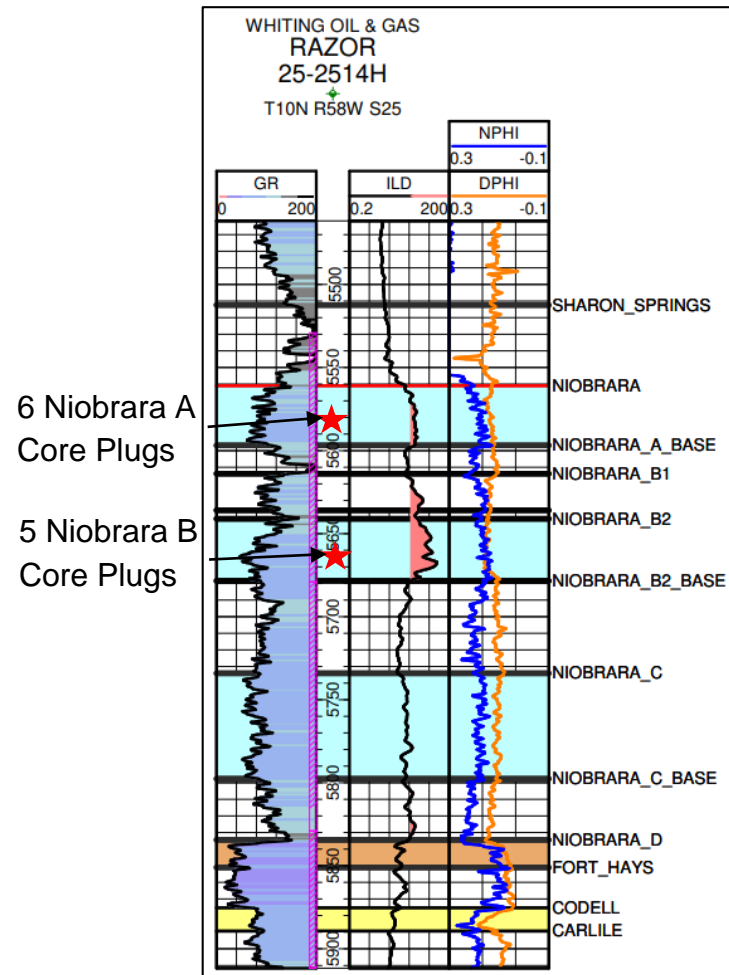 WHITING OIL & GAS
RAZOR
25-2514H
T10N R58W S25
NPHI
0.3 -0.1
GR ILD DPHI
0 200 0.2 200 0.3 -0.1
5500
SHARON_SPRINGS
5550
NIOBRARA
6 Niobrara A
Core Plugs
5600
NIOBRARA_A_BASE
NIOBRARA_B1
NIOBRARA_B2
5650
5 Niobrara B
Core Plugs
NIOBRARA_B2_BASE
5700
NIOBRARA_C
5750
NIOBRARA_C_BASE
5800
NIOBRARA_D
5850
FORT_HAYS
CODELL
CARLILE
5900